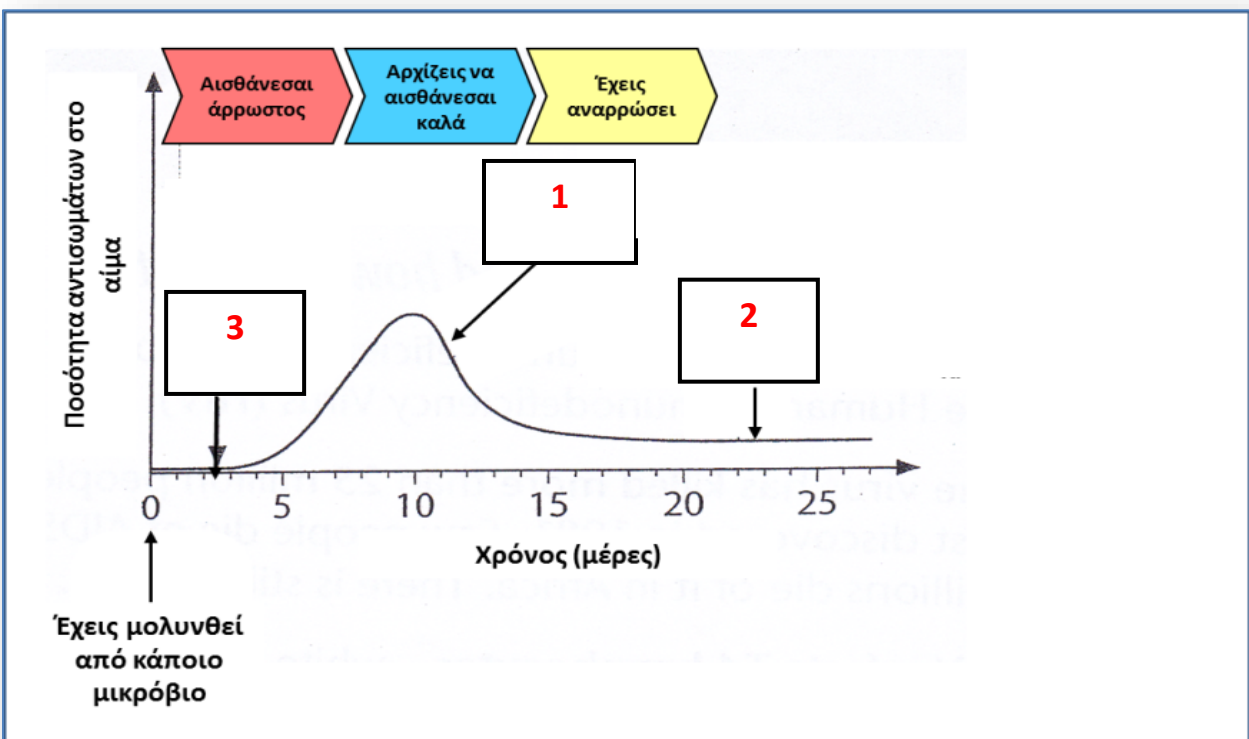 Αισθάνεσαι
άρρωστος
Αρχίζεις να
αισθάνεσαι
καλά
Έχεις
αναρρώσει
Ποσότητα αντισωμάτων στο
αίμα
1
2
3
0 5 10 15 20 25
Χρόνος (μέρες)
Έχεις μολυνθεί
από κάποιο
μικρόβιο